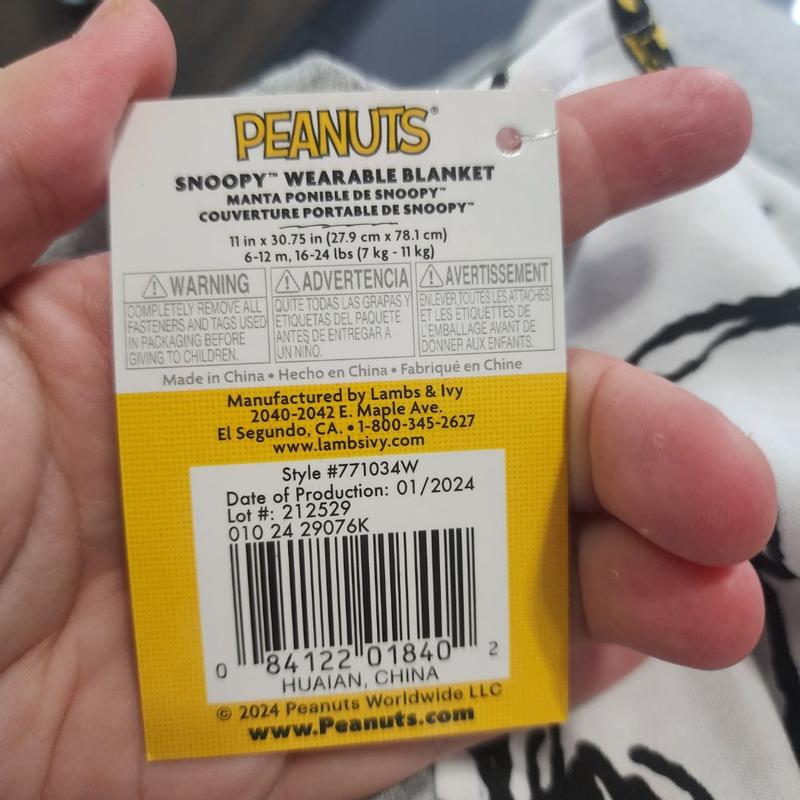 PEANUTS®
SNOOPY™ WEARABLE BLANKET
MANTA PONIBLE DE SNOOPY™
COUVERTURE PORTABLE DE SNOOPY™
11 in x 30.75 in (27.9 cm x 78.1 cm)
6-12 m, 16-24 lbs (7 kg - 11 kg)
WARNING
COMPLETELY REMOVE ALL
FASTENERS AND TAGS USED
IN PACKAGING BEFORE
GIVING TO CHILDREN.
ADVERTENCIA
QUITE TODAS LAS GRAPAS Y
ETIQUETAS DEL PAQUETE
ANTES DE ENTREGAR A
UN NINO.
AVERTISSEMENT
ENLEVER TOUTES LES ATTACHES
ET LES ETIQUETTES DE
L'EMBALLAGE AVANT DE
DONNER AUX ENFANTS.
Made in China • Hecho en China • Fabriqué en Chine
Manufactured by Lambs & Ivy
2040-2042 E. Maple Ave.
El Segundo, CA. • 1-800-345-2627
www.lambsivy.com
Style #771034W
Date of Production: 01/2024
Lot #: 212529
010 24 29076K
0 84122 01840 2
HUAIAN, CHINA
© 2024 Peanuts Worldwide LLC
www.Peanuts.com